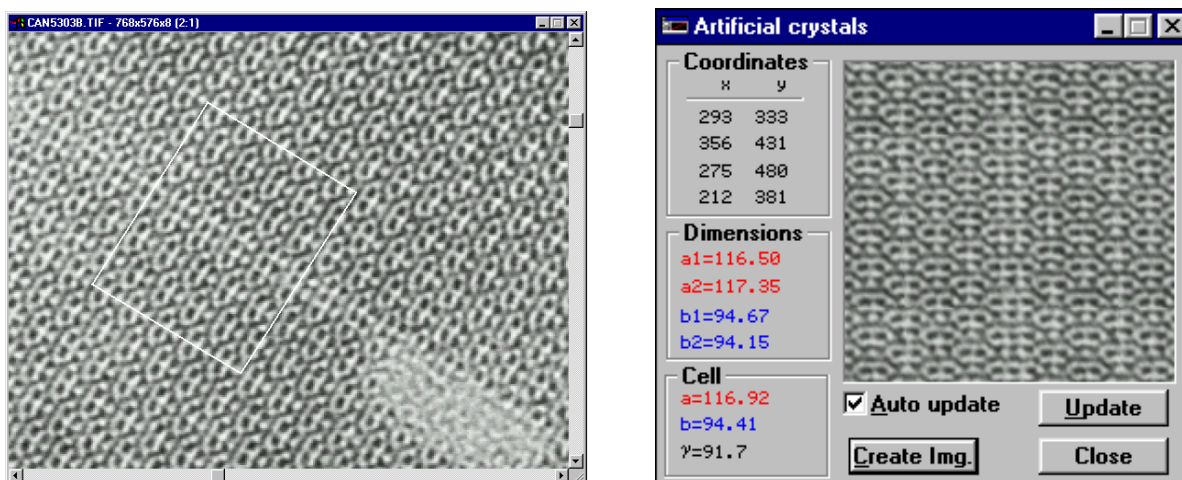 CAN5303B.TIF - 768x576x8 (2:1)
Artificial crystals
Coordinates
x y
293 333
356 431
275 480
212 381
Dimensions
a1=116.50
a2=117.35
b1=94.67
b2=94.15
Cell
a=116.92
b=94.41
γ=91.7
Auto update
Update
Create Img.
Close